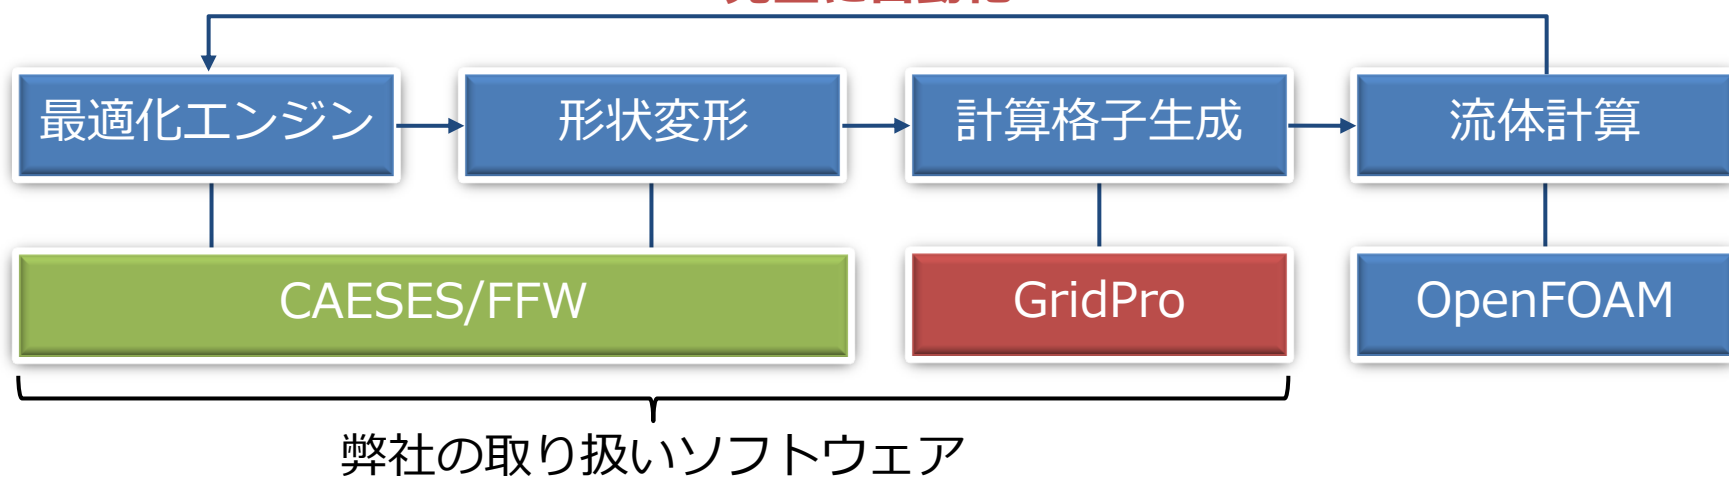 最適化エンジン
形状変形
計算格子生成
流体計算
CAESES/FFW
GridPro
OpenFOAM
弊社の取り扱いソフトウェア